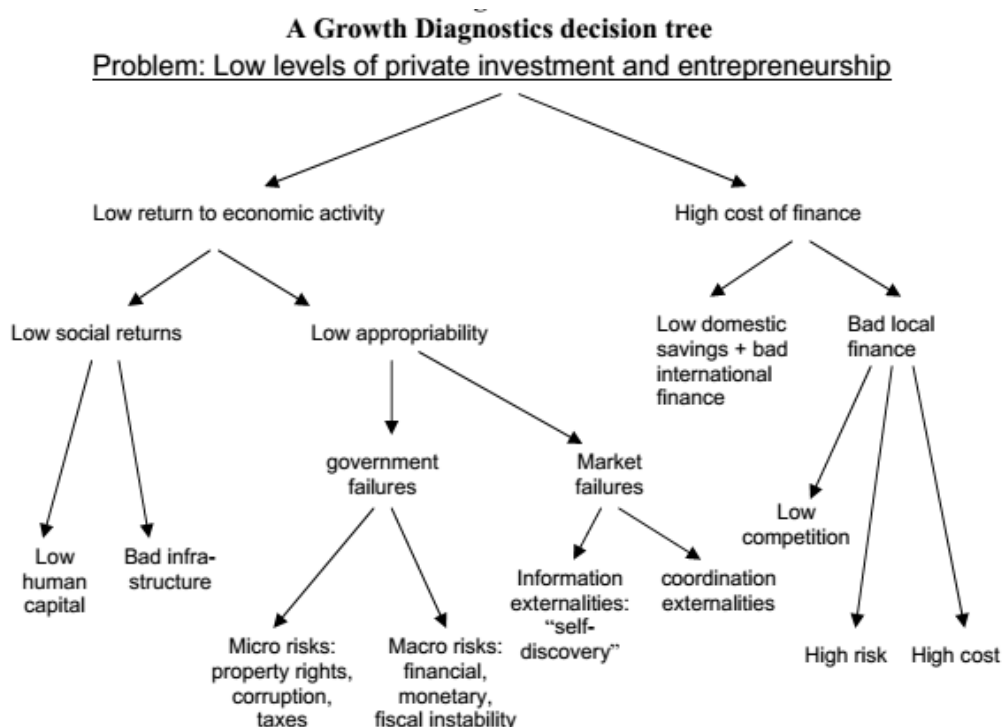 A Growth Diagnostics decision tree
Problem: Low levels of private investment and entrepreneurship
Low return to economic activity
High cost of finance
Low social returns
Low appropriability
Low domestic
savings + bad
international
finance
Bad local
finance
government
failures
Market
failures
Low
competition
Low
human
capital
Bad infra-
structure
Information
externalities:
“self-
discovery”
coordination
externalities
Micro risks:
property rights,
corruption,
taxes
Macro risks:
financial,
monetary,
fiscal instability
High risk
High cost